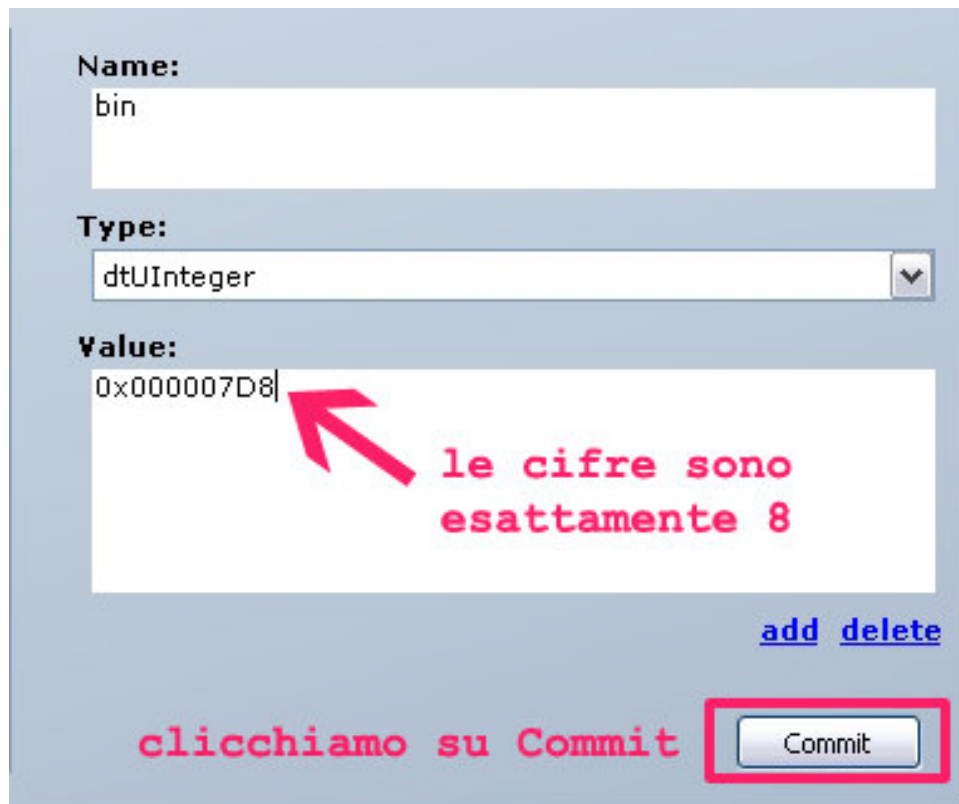 Name:
bin
Type:
dtUInteger
Value:
0x000007D8
le cifre sono
esattamente 8
add delete
clicchiamo su Commit Commit